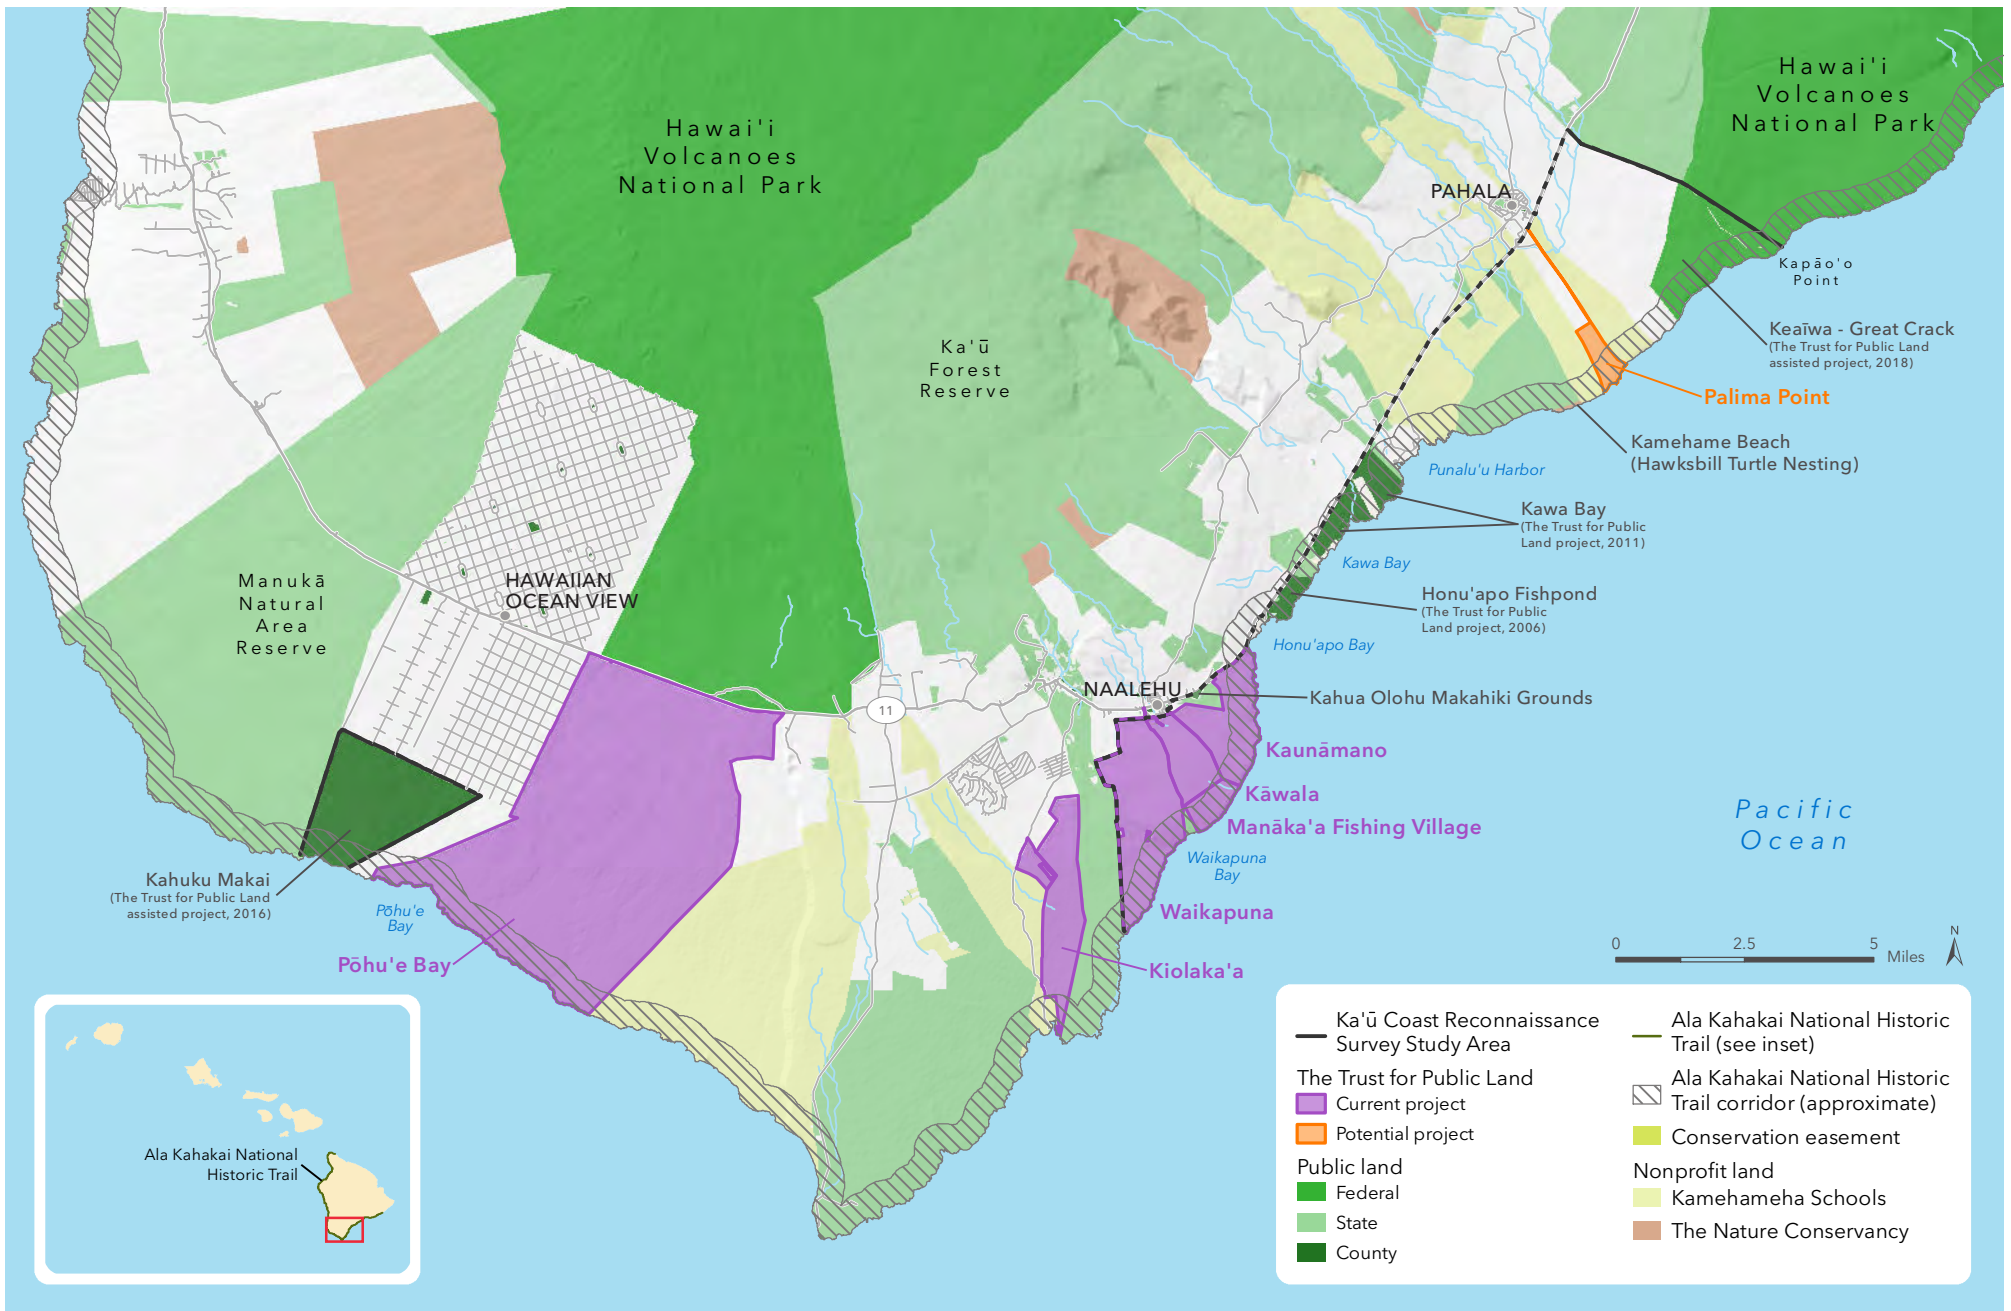 Hawai'i
Volcanoes
National Park
Hawai'i
Volcanoes
National Park
PAHALA
Kapāo'o
Point
Keaīwa - Great Crack
(The Trust for Public Land
assisted project, 2018)
Ka'ū
Forest
Reserve
Palima Point
Kamehame Beach
(Hawksbill Turtle Nesting)
Punalu'u Harbor
Kawa Bay
(The Trust for Public
Land project, 2011)
Kawa Bay
Manukā
Natural
Area
Reserve
HAWAIIAN
OCEAN VIEW
Honu'apo Fishpond
(The Trust for Public
Land project, 2006)
Honu'apo Bay
NAALEHU
Kahua Olohu Makahiki Grounds
11
Kaunāmano
Kāwala
Manāka'a Fishing Village
Pacific
Ocean
Waikapuna
Bay
Kahuku Makai
(The Trust for Public Land
assisted project, 2016)
Pōhu'e
Bay
Waikapuna
Pōhu'e Bay
Kiolaka'a
0 2.5 5 Miles
N
Ala Kahakai National
Historic Trail
Ka'ū Coast Reconnaissance
Survey Study Area
The Trust for Public Land
Current project
Potential project
Public land
Federal
State
County
Ala Kahakai National Historic
Trail (see inset)
Ala Kahakai National Historic
Trail corridor (approximate)
Conservation easement
Nonprofit land
Kamehameha Schools
The Nature Conservancy